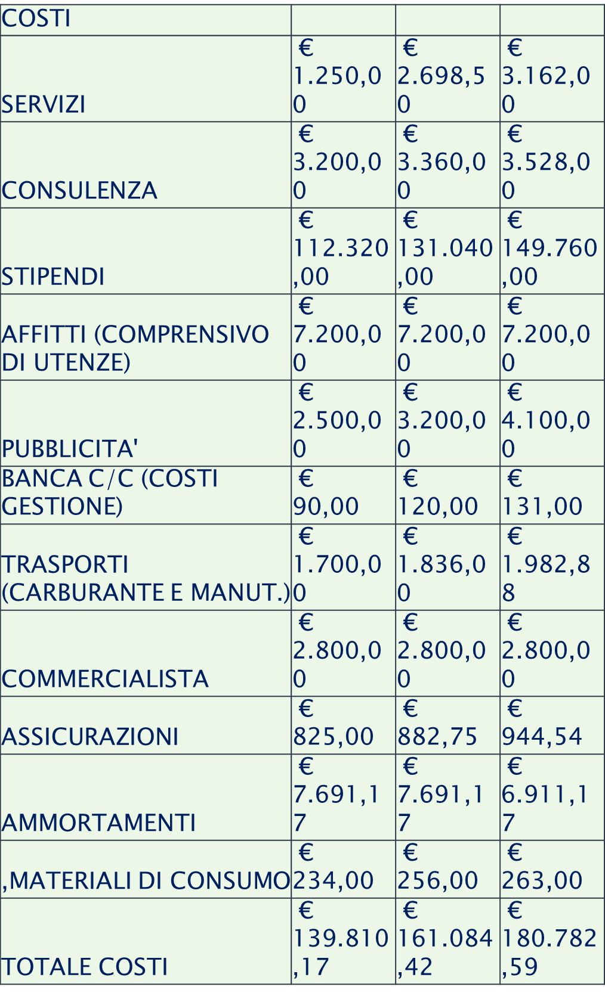 COSTI
SERVIZI € 1.250,00 € 2.698,50 € 3.162,00
CONSULENZA € 3.200,00 € 3.360,00 € 3.528,00
STIPENDI € 112.320,00 € 131.040,00 € 149.760,00
AFFITTI (COMPRENSIVO DI UTENZE) € 7.200,00 € 7.200,00 € 7.200,00
PUBBLICITA' € 2.500,00 € 3.200,00 € 4.100,00
BANCA C/C (COSTI GESTIONE) € 90,00 € 120,00 € 131,00
TRASPORTI (CARBURANTE E MANUT.) € 1.700,00 € 1.836,00 € 1.982,88
COMMERCIALISTA € 2.800,00 € 2.800,00 € 2.800,00
ASSICURAZIONI € 825,00 € 882,75 € 944,54
AMMORTAMENTI € 7.691,17 € 7.691,17 € 6.911,17
,MATERIALI DI CONSUMO € 234,00 € 256,00 € 263,00
TOTALE COSTI € 139.810,17 € 161.084,42 € 180.782,59